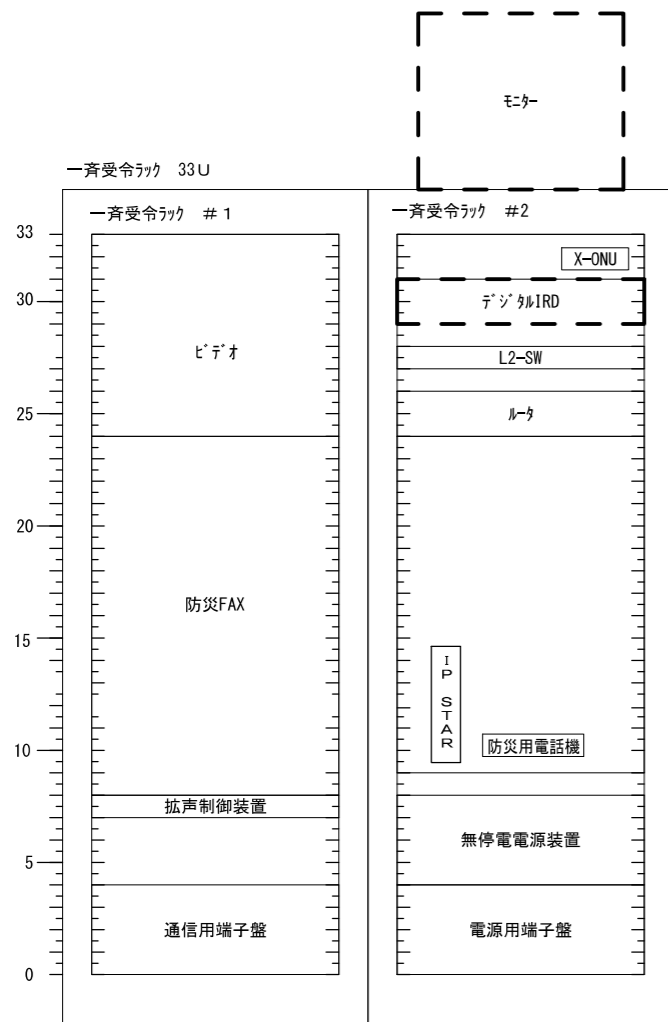 ﾓﾆﾀｰ
一斉受令ﾗｯｸ 33U
一斉受令ﾗｯｸ ＃1
一斉受令ﾗｯｸ #2
33
30
25
20
15
10
5
0
ﾋﾞﾃﾞｵ
防災FAX
拡声制御装置
通信用端子盤
X-ONU
ﾃﾞｼﾞﾀﾙIRD
L2-SW
ﾙｰﾀ
IP STAR
防災用電話機
無停電電源装置
電源用端子盤